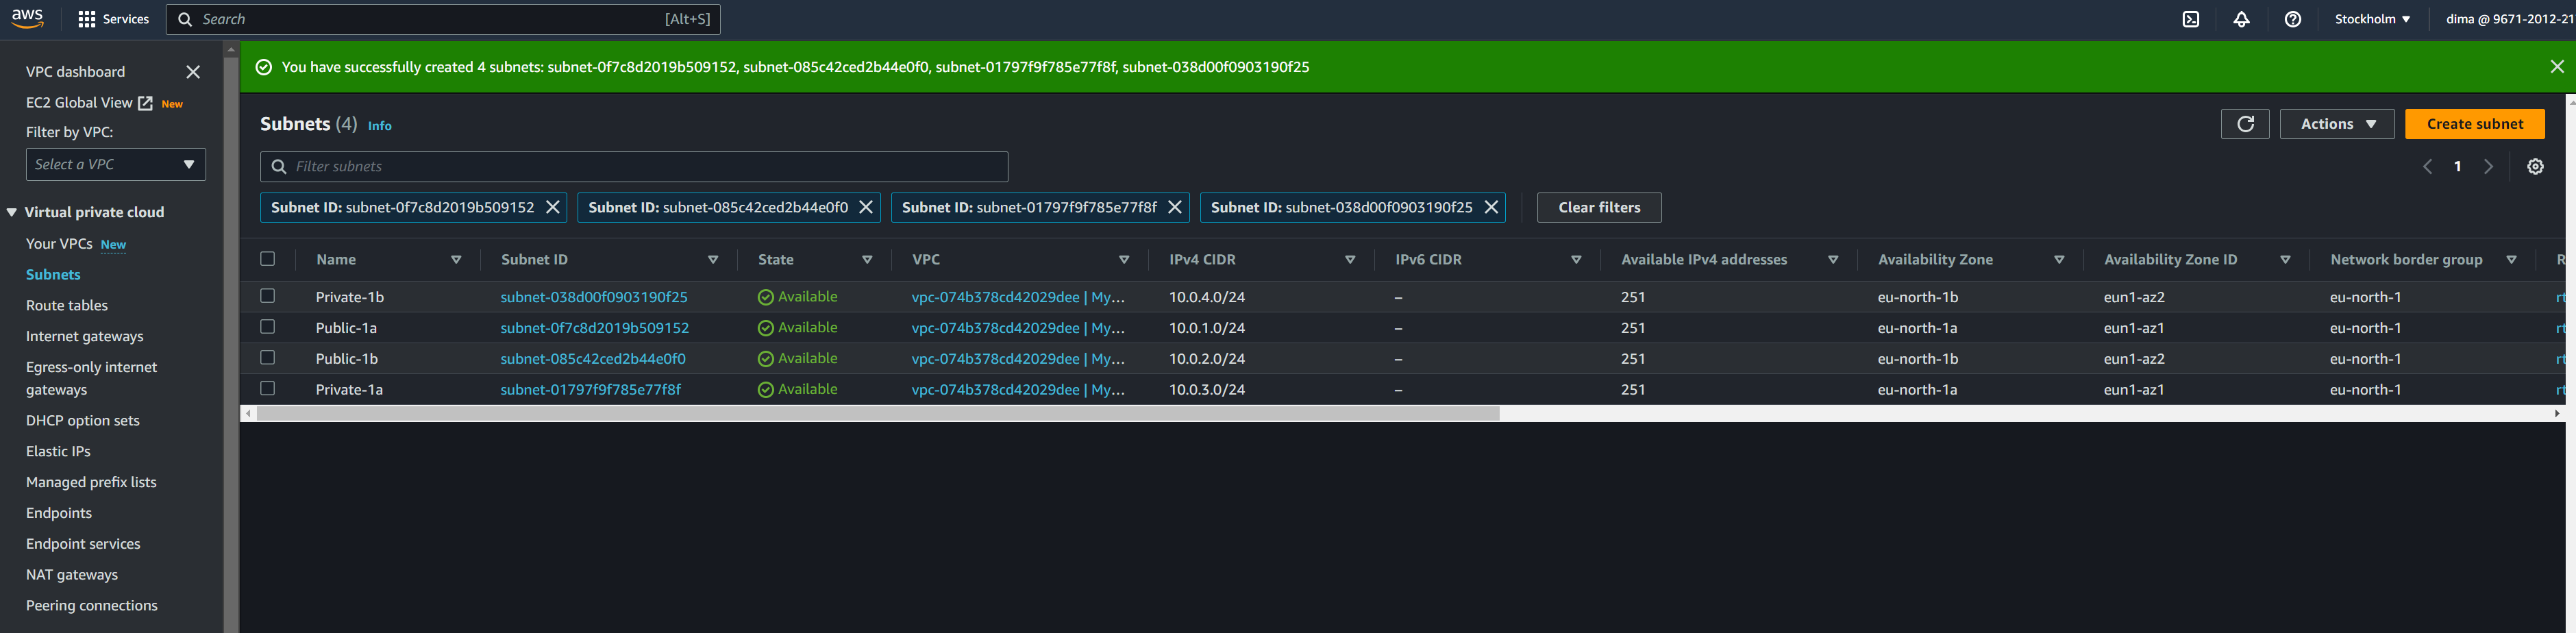 aws Services Search [Alt+S] Stockholm ▼ dima @ 9671-2012-21
VPC dashboard
EC2 Global View New
Filter by VPC:
Select a VPC
Virtual private cloud
Your VPCs New
Subnets
Route tables
Internet gateways
Egress-only internet
gateways
DHCP option sets
Elastic IPs
Managed prefix lists
Endpoints
Endpoint services
NAT gateways
Peering connections
You have successfully created 4 subnets: subnet-0f7c8d2019b509152, subnet-085c42ced2b44e0f0, subnet-01797f9f785e77f8f, subnet-038d00f0903190f25
Subnets (4) Info
Actions Create subnet
Filter subnets
1
Subnet ID: subnet-0f7c8d2019b509152 Subnet ID: subnet-085c42ced2b44e0f0 Subnet ID: subnet-01797f9f785e77f8f Subnet ID: subnet-038d00f0903190f25 Clear filters
Name Subnet ID State VPC IPv4 CIDR IPv6 CIDR Available IPv4 addresses Availability Zone Availability Zone ID Network border group R
Private-1b subnet-038d00f0903190f25 Available vpc-074b378cd42029dee | My... 10.0.4.0/24 – 251 eu-north-1b eun1-az2 eu-north-1 rt
Public-1a subnet-0f7c8d2019b509152 Available vpc-074b378cd42029dee | My... 10.0.1.0/24 – 251 eu-north-1a eun1-az1 eu-north-1 rt
Public-1b subnet-085c42ced2b44e0f0 Available vpc-074b378cd42029dee | My... 10.0.2.0/24 – 251 eu-north-1b eun1-az2 eu-north-1 rt
Private-1a subnet-01797f9f785e77f8f Available vpc-074b378cd42029dee | My... 10.0.3.0/24 – 251 eu-north-1a eun1-az1 eu-north-1 rt